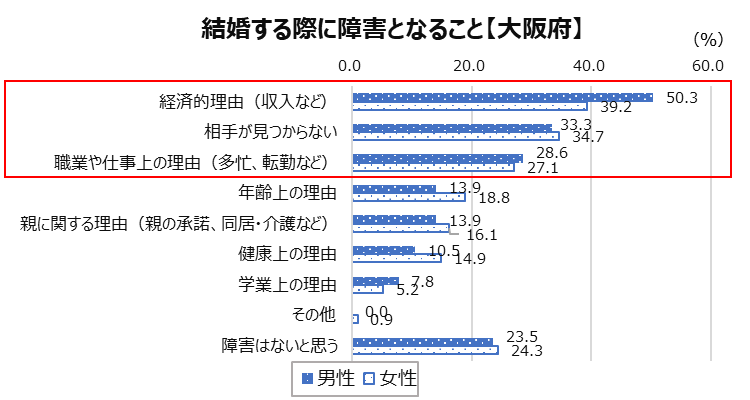 結婚する際に障害となること【大阪府】
(%)
0.0 20.0 40.0 60.0
経済的理由（収入など） 50.3 39.2
相手が見つからない 33.3 34.7
職業や仕事上の理由（多忙、転勤など） 28.6 27.1
年齢上の理由 13.9 18.8
親に関する理由（親の承諾、同居・介護など） 13.9 16.1
健康上の理由 10.5 14.9
学業上の理由 7.8 5.2
その他 0.0 0.9
障害はないと思う 23.5 24.3
男性 女性